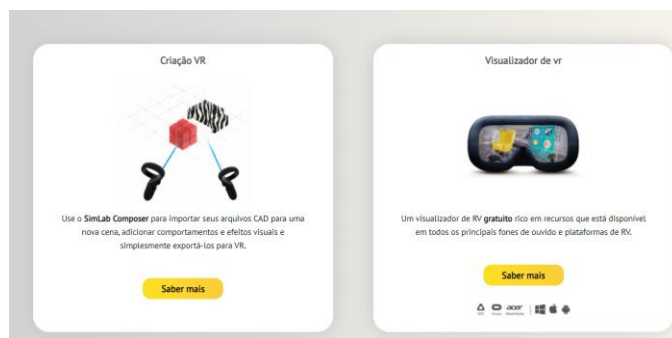 Criação VR
Use o SimLab Composer para importar seus arquivos CAD para uma
nova cena, adicionar comportamentos e efeitos visuais e
simplesmente exportá-los para VR.
Saber mais
Visualizador de vr
Um visualizador de RV gratuito rico em recursos que está disponível
em todos os principais fones de ouvido e plataformas de RV.
Saber mais
acer